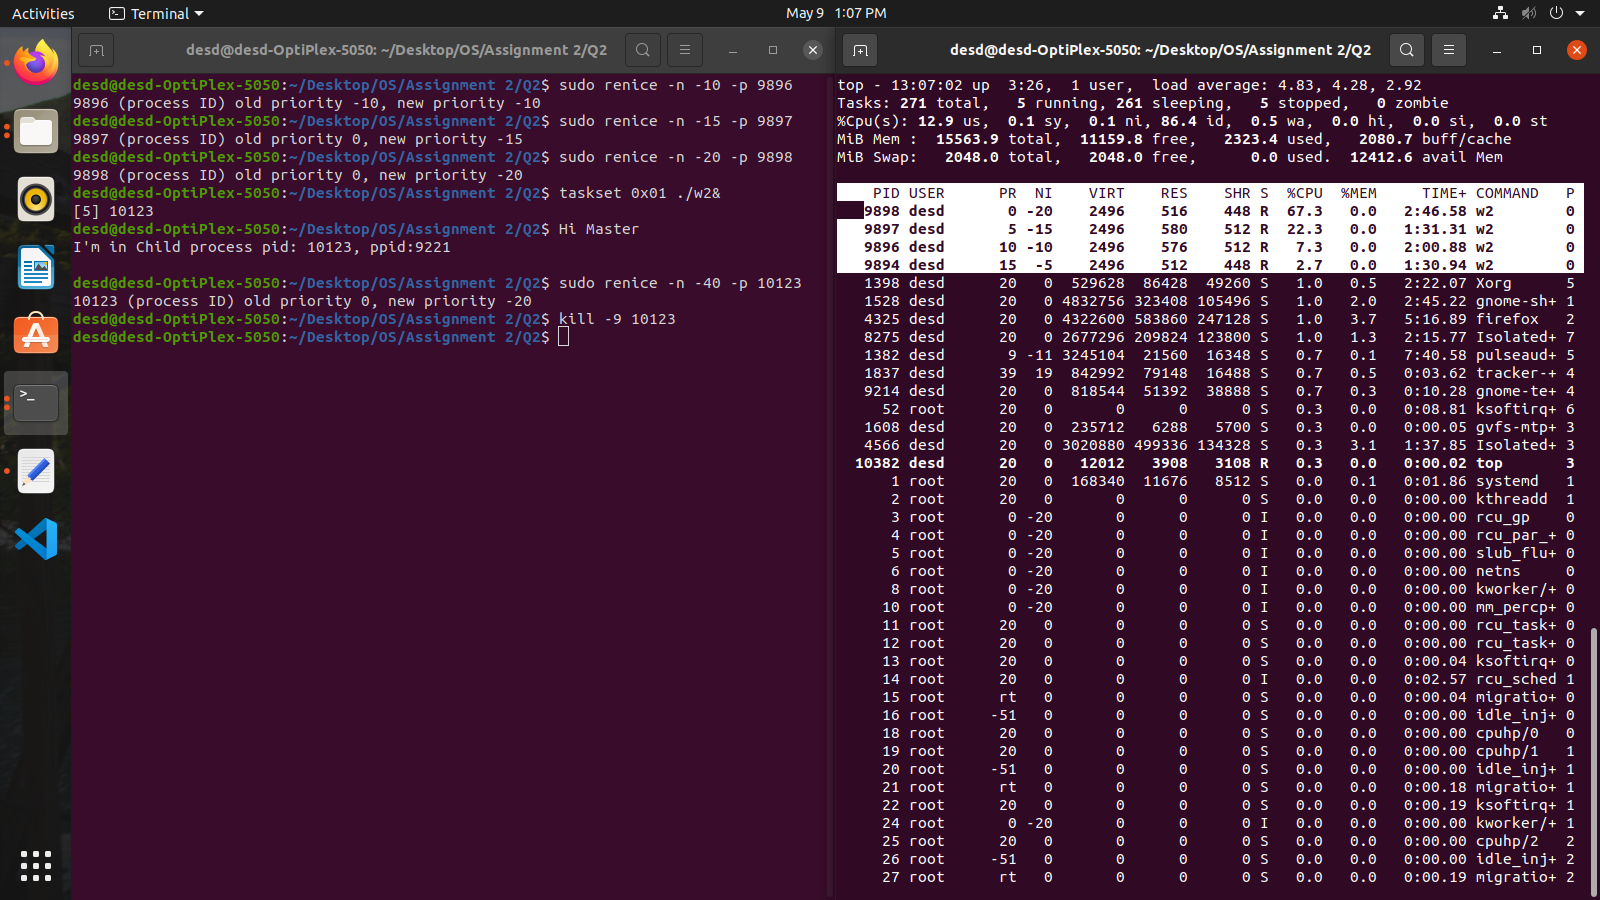 Activities
Terminal
May 9 1:07 PM
desd@desd-OptiPlex-5050: ~/Desktop/OS/Assignment 2/Q2
desd@desd-OptiPlex-5050:~/Desktop/OS/Assignment 2/Q2$ sudo renice -n -10 -p 9896
9896 (process ID) old priority -10, new priority -10
desd@desd-OptiPlex-5050:~/Desktop/OS/Assignment 2/Q2$ sudo renice -n -15 -p 9897
9897 (process ID) old priority 0, new priority -15
desd@desd-OptiPlex-5050:~/Desktop/OS/Assignment 2/Q2$ sudo renice -n -20 -p 9898
9898 (process ID) old priority 0, new priority -20
desd@desd-OptiPlex-5050:~/Desktop/OS/Assignment 2/Q2$ taskset 0x01 ./w2&
[5] 10123
desd@desd-OptiPlex-5050:~/Desktop/OS/Assignment 2/Q2$ Hi Master
I'm in Child process pid: 10123, ppid:9221
desd@desd-OptiPlex-5050:~/Desktop/OS/Assignment 2/Q2$ sudo renice -n -40 -p 10123
10123 (process ID) old priority 0, new priority -20
desd@desd-OptiPlex-5050:~/Desktop/OS/Assignment 2/Q2$ kill -9 10123
desd@desd-OptiPlex-5050:~/Desktop/OS/Assignment 2/Q2$
desd@desd-OptiPlex-5050: ~/Desktop/OS/Assignment 2/Q2
top - 13:07:02 up  3:26,  1 user,  load average: 4.83, 4.28, 2.92
Tasks: 271 total,   5 running, 261 sleeping,   5 stopped,   0 zombie
%Cpu(s): 12.9 us,  0.1 sy,  0.1 ni, 86.4 id,  0.5 wa,  0.0 hi,  0.0 si,  0.0 st
MiB Mem :  15563.9 total,  11159.8 free,   2323.4 used,   2080.7 buff/cache
MiB Swap:   2048.0 total,   2048.0 free,      0.0 used.  12412.6 avail Mem
PID USER PR NI VIRT RES SHR S %CPU %MEM TIME+ COMMAND P
9898 desd 0 -20 2496 516 448 R 67.3 0.0 2:46.58 w2 0
9897 desd 5 -15 2496 580 512 R 22.3 0.0 1:31.31 w2 0
9896 desd 10 -10 2496 576 512 R 7.3 0.0 2:00.88 w2 0
9894 desd 15 -5 2496 512 448 R 2.7 0.0 1:30.94 w2 0
1398 desd 20 0 529628 86428 49260 S 1.0 0.5 2:22.07 Xorg 5
1528 desd 20 0 4832756 323408 105496 S 1.0 2.0 2:45.22 gnome-sh+ 1
4325 desd 20 0 4322600 583860 247128 S 1.0 3.7 5:16.89 firefox 2
8275 desd 20 0 2677296 209824 123800 S 1.0 1.3 2:15.77 Isolated+ 7
1382 desd 9 -11 3245104 21560 16348 S 0.7 0.1 7:40.58 pulseaud+ 5
1837 desd 39 19 842992 79148 16488 S 0.7 0.5 0:03.62 tracker-+ 4
9214 desd 20 0 818544 51392 38888 S 0.7 0.3 0:10.28 gnome-te+ 4
52 root 20 0 0 0 0 S 0.3 0.0 0:08.81 ksoftirq+ 6
1608 desd 20 0 235712 6288 5700 S 0.3 0.0 0:00.05 gvfs-mtp+ 3
4566 desd 20 0 3020880 499336 134328 S 0.3 3.1 1:37.85 Isolated+ 3
10382 desd 20 0 12012 3908 3108 R 0.3 0.0 0:00.02 top 3
1 root 20 0 168340 11676 8512 S 0.0 0.1 0:01.86 systemd 1
2 root 20 0 0 0 0 S 0.0 0.0 0:00.00 kthreadd 1
3 root 0 -20 0 0 0 I 0.0 0.0 0:00.00 rcu_gp 0
4 root 0 -20 0 0 0 I 0.0 0.0 0:00.00 rcu_par_+ 0
5 root 0 -20 0 0 0 I 0.0 0.0 0:00.00 slub_flu+ 0
6 root 0 -20 0 0 0 I 0.0 0.0 0:00.00 netns 0
8 root 0 -20 0 0 0 I 0.0 0.0 0:00.00 kworker/+ 0
10 root 0 -20 0 0 0 I 0.0 0.0 0:00.00 mm_percp+ 0
11 root 20 0 0 0 0 S 0.0 0.0 0:00.00 rcu_task+ 0
12 root 20 0 0 0 0 S 0.0 0.0 0:00.00 rcu_task+ 0
13 root 20 0 0 0 0 S 0.0 0.0 0:00.04 ksoftirq+ 0
14 root 20 0 0 0 0 I 0.0 0.0 0:02.57 rcu_sched 1
15 root rt 0 0 0 0 S 0.0 0.0 0:00.04 migratio+ 0
16 root -51 0 0 0 0 S 0.0 0.0 0:00.00 idle_inj+ 0
18 root 20 0 0 0 0 S 0.0 0.0 0:00.00 cpuhp/0 0
19 root 20 0 0 0 0 S 0.0 0.0 0:00.00 cpuhp/1 1
20 root -51 0 0 0 0 S 0.0 0.0 0:00.00 idle_inj+ 1
21 root rt 0 0 0 0 S 0.0 0.0 0:00.18 migratio+ 1
22 root 20 0 0 0 0 S 0.0 0.0 0:00.19 ksoftirq+ 1
24 root 0 -20 0 0 0 I 0.0 0.0 0:00.00 kworker/+ 1
25 root 20 0 0 0 0 S 0.0 0.0 0:00.00 cpuhp/2 2
26 root -51 0 0 0 0 S 0.0 0.0 0:00.00 idle_inj+ 2
27 root rt 0 0 0 0 S 0.0 0.0 0:00.19 migratio+ 2